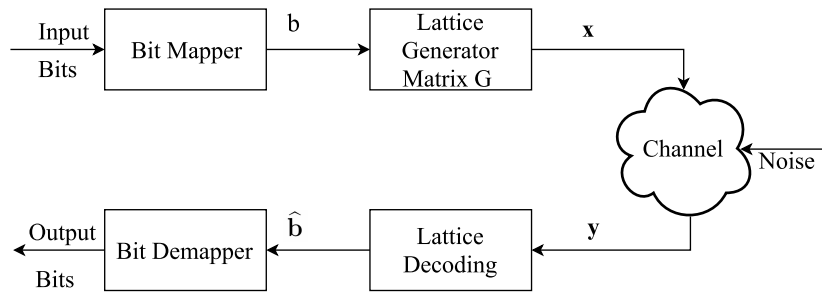 Input
Bits
Bit Mapper
b
Lattice
Generator
Matrix G
x
Channel
Noise
Output
Bits
Bit Demapper
b̂
Lattice
Decoding
y